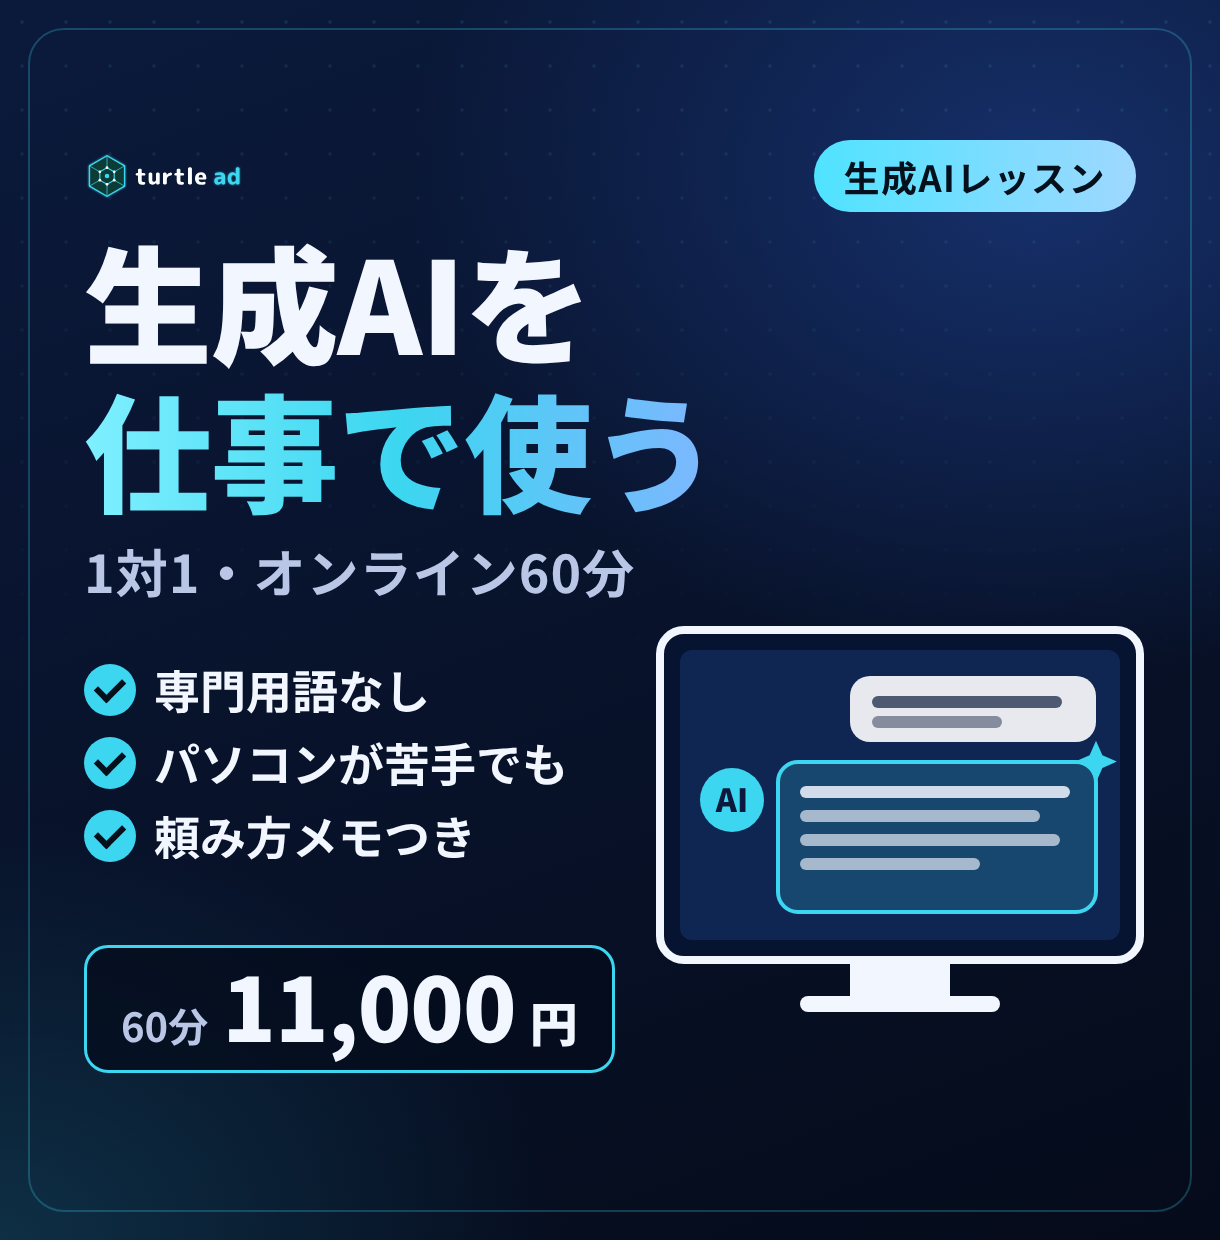 turtle ad
生成AIレッスン
生成AIを
仕事で使う
1対1・オンライン60分
専門用語なし
パソコンが苦手でも
頼み方メモつき
AI
60分 11,000 円